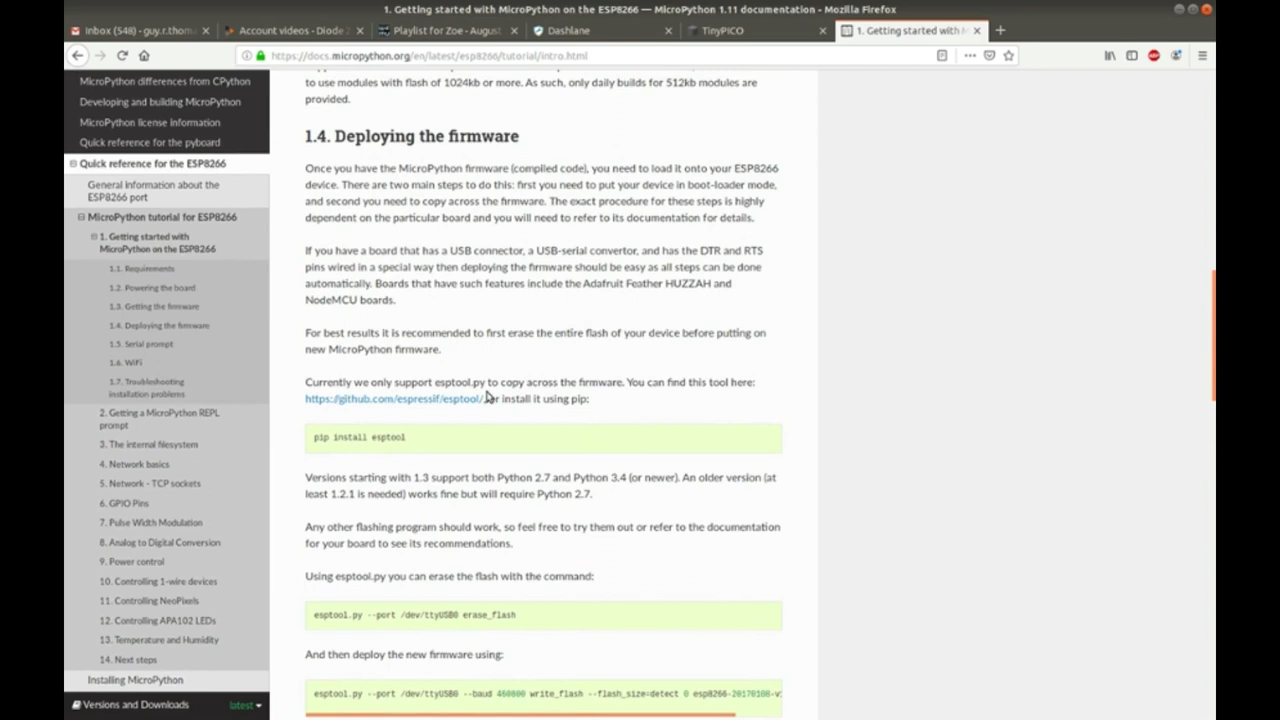 1. Getting started with MicroPython on the ESP8266 — MicroPython 1.11 documentation - Mozilla Firefox
Inbox (548) - guy.r.thom
Account videos - Diode
Playlist for Zoe - August
Dashlane
TinyPICO
1. Getting started with
https://docs.micropython.org/en/latest/esp8266/tutorial/intro.html
MicroPython differences from CPython
Developing and building MicroPython
MicroPython license information
Quick reference for the pyboard
Quick reference for the ESP8266
General information about the
ESP8266 port
MicroPython tutorial for ESP8266
1. Getting started with
MicroPython on the ESP8266
1.1. Requirements
1.2. Powering the board
1.3. Getting the firmware
1.4. Deploying the firmware
1.5. Serial prompt
1.6. WiFi
1.7. Troubleshooting
installation problems
2. Getting a MicroPython REPL
prompt
3. The internal filesystem
4. Network basics
5. Network - TCP sockets
6. GPIO Pins
7. Pulse Width Modulation
8. Analog to Digital Conversion
9. Power control
10. Controlling 1-wire devices
11. Controlling NeoPixels
12. Controlling APA102 LEDs
13. Temperature and Humidity
14. Next steps
Installing MicroPython
Versions and Downloads
latest
to use modules with flash of 1024kb or more. As such, only daily builds for 512kb modules are
provided.
1.4. Deploying the firmware
Once you have the MicroPython firmware (compiled code), you need to load it onto your ESP8266
device. There are two main steps to do this: first you need to put your device in boot-loader mode,
and second you need to copy across the firmware. The exact procedure for these steps is highly
dependent on the particular board and you will need to refer to its documentation for details.
If you have a board that has a USB connector, a USB-serial convertor, and has the DTR and RTS
pins wired in a special way then deploying the firmware should be easy as all steps can be done
automatically. Boards that have such features include the Adafruit Feather HUZZAH and
NodeMCU boards.
For best results it is recommended to first erase the entire flash of your device before putting on
new MicroPython firmware.
Currently we only support esptool.py to copy across the firmware. You can find this tool here:
https://github.com/espressif/esptool/, or install it using pip:
pip install esptool
Versions starting with 1.3 support both Python 2.7 and Python 3.4 (or newer). An older version (at
least 1.2.1 is needed) works fine but will require Python 2.7.
Any other flashing program should work, so feel free to try them out or refer to the documentation
for your board to see its recommendations.
Using esptool.py you can erase the flash with the command:
esptool.py --port /dev/ttyUSB0 erase_flash
And then deploy the new firmware using:
esptool.py --port /dev/ttyUSB0 --baud 460800 write_flash --flash_size=detect 0 esp8266-20170108-v